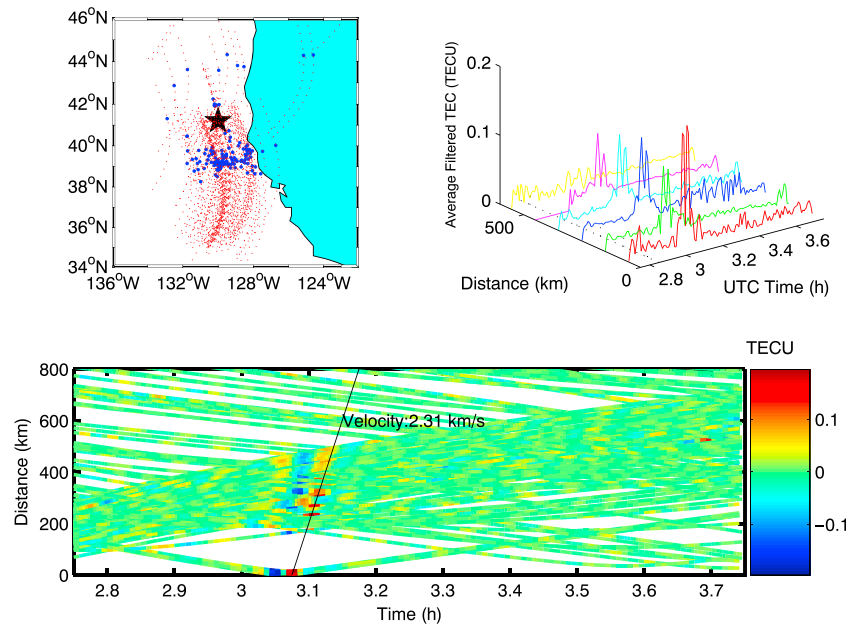 46°N
44°N
42°N
40°N
38°N
36°N
34°N
136°W 132°W 128°W 124°W
Average Filtered TEC (TECU)
0.2
0.1
0
500
0
Distance (km)
2.8 3 3.2 3.4 3.6
UTC Time (h)
800
600
400
200
0
Distance (km)
Velocity:2.31 km/s
2.8 2.9 3 3.1 3.2 3.3 3.4 3.5 3.6 3.7
Time (h)
TECU
0.1
0
−0.1